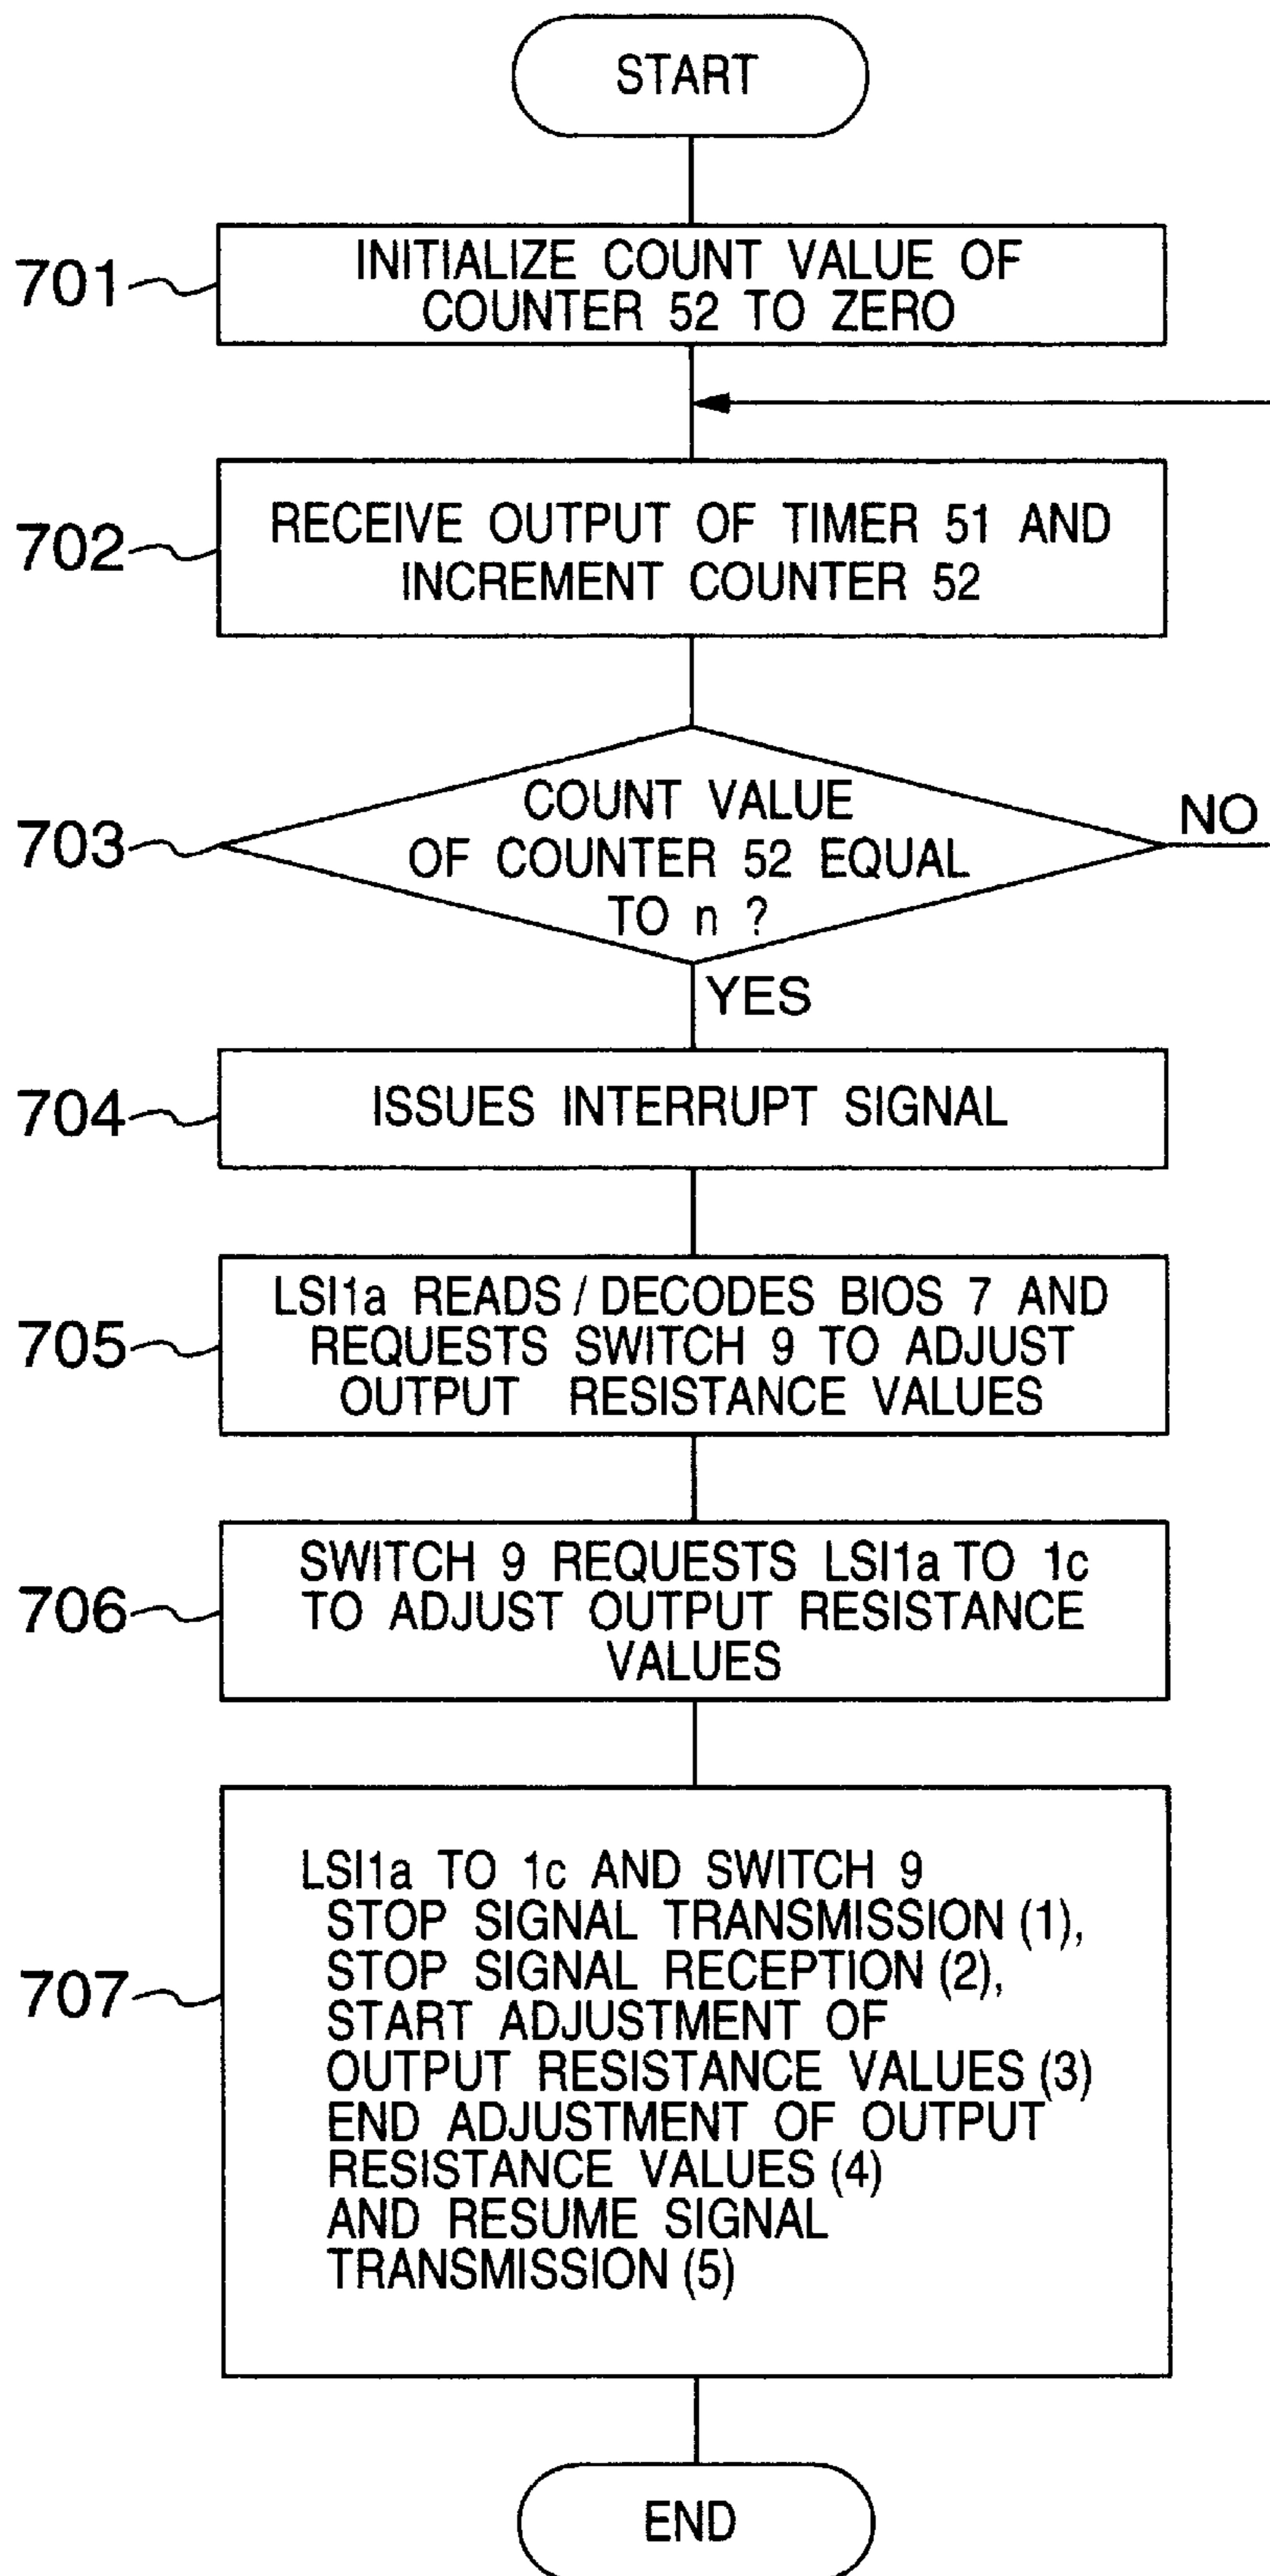 START
701
INITIALIZE COUNT VALUE OF
COUNTER 52 TO ZERO
702
RECEIVE OUTPUT OF TIMER 51 AND
INCREMENT COUNTER 52
703
COUNT VALUE
OF COUNTER 52 EQUAL
TO n ?
NO
YES
704
ISSUES INTERRUPT SIGNAL
705
LSI1a READS / DECODES BIOS 7 AND
REQUESTS SWITCH 9 TO ADJUST
OUTPUT RESISTANCE VALUES
706
SWITCH 9 REQUESTS LSI1a TO 1c
TO ADJUST OUTPUT RESISTANCE
VALUES
707
LSI1a TO 1c AND SWITCH 9
STOP SIGNAL TRANSMISSION (1),
STOP SIGNAL RECEPTION (2),
START ADJUSTMENT OF
OUTPUT RESISTANCE VALUES (3)
END ADJUSTMENT OF OUTPUT
RESISTANCE VALUES (4)
AND RESUME SIGNAL
TRANSMISSION (5)
END